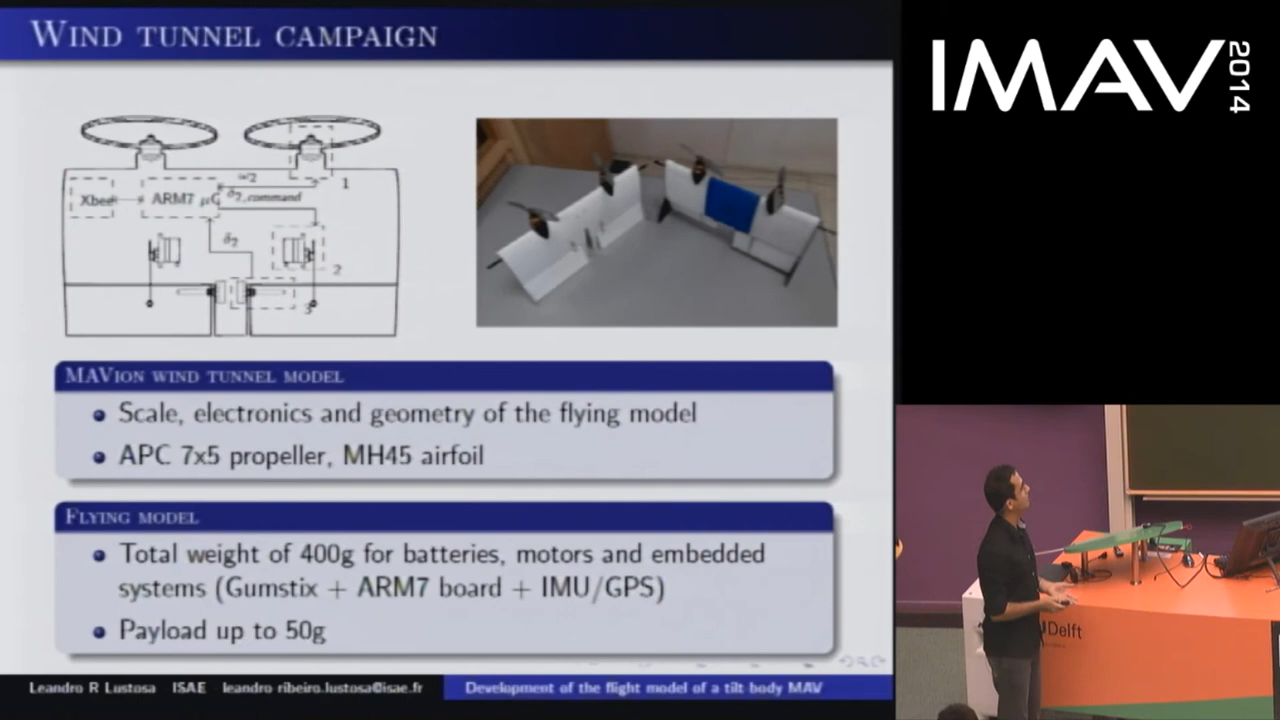 WIND TUNNEL CAMPAIGN
IMAV 2014
ω2
1
Xbee
ARM7 μC
δ2,command
δ2
2
3
MAVION WIND TUNNEL MODEL
Scale, electronics and geometry of the flying model
APC 7x5 propeller, MH45 airfoil
FLYING MODEL
Total weight of 400g for batteries, motors and embedded
systems (Gumstix + ARM7 board + IMU/GPS)
Payload up to 50g
Delft
Leandro R Lustosa ISAE leandro ribeiro.lustosa@isae.fr
Development of the flight model of a tilt body MAV